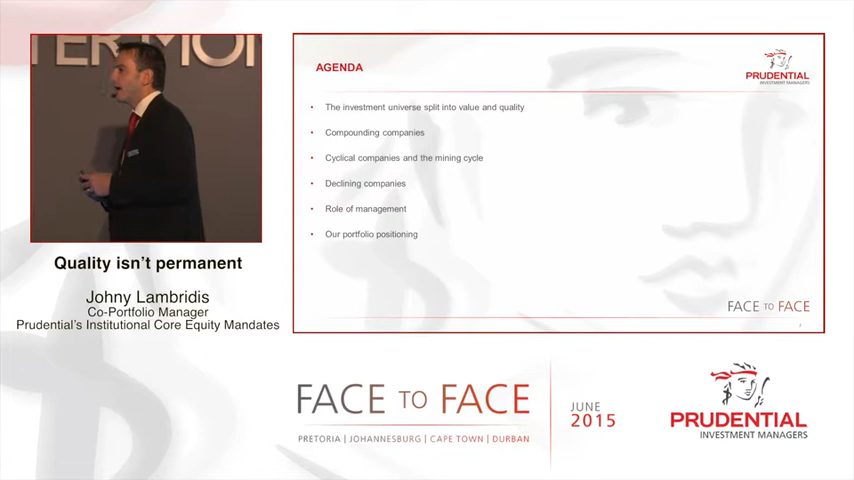 TER MON
Quality isn't permanent
Johny Lambridis
Co-Portfolio Manager
Prudential's Institutional Core Equity Mandates
AGENDA
PRUDENTIAL
INVESTMENT MANAGERS
• The investment universe split into value and quality
• Compounding companies
• Cyclical companies and the mining cycle
• Declining companies
• Role of management
• Our portfolio positioning
FACE TO FACE
FACE TO FACE
PRETORIA | JOHANNESBURG | CAPE TOWN | DURBAN
JUNE
2015
PRUDENTIAL
INVESTMENT MANAGERS